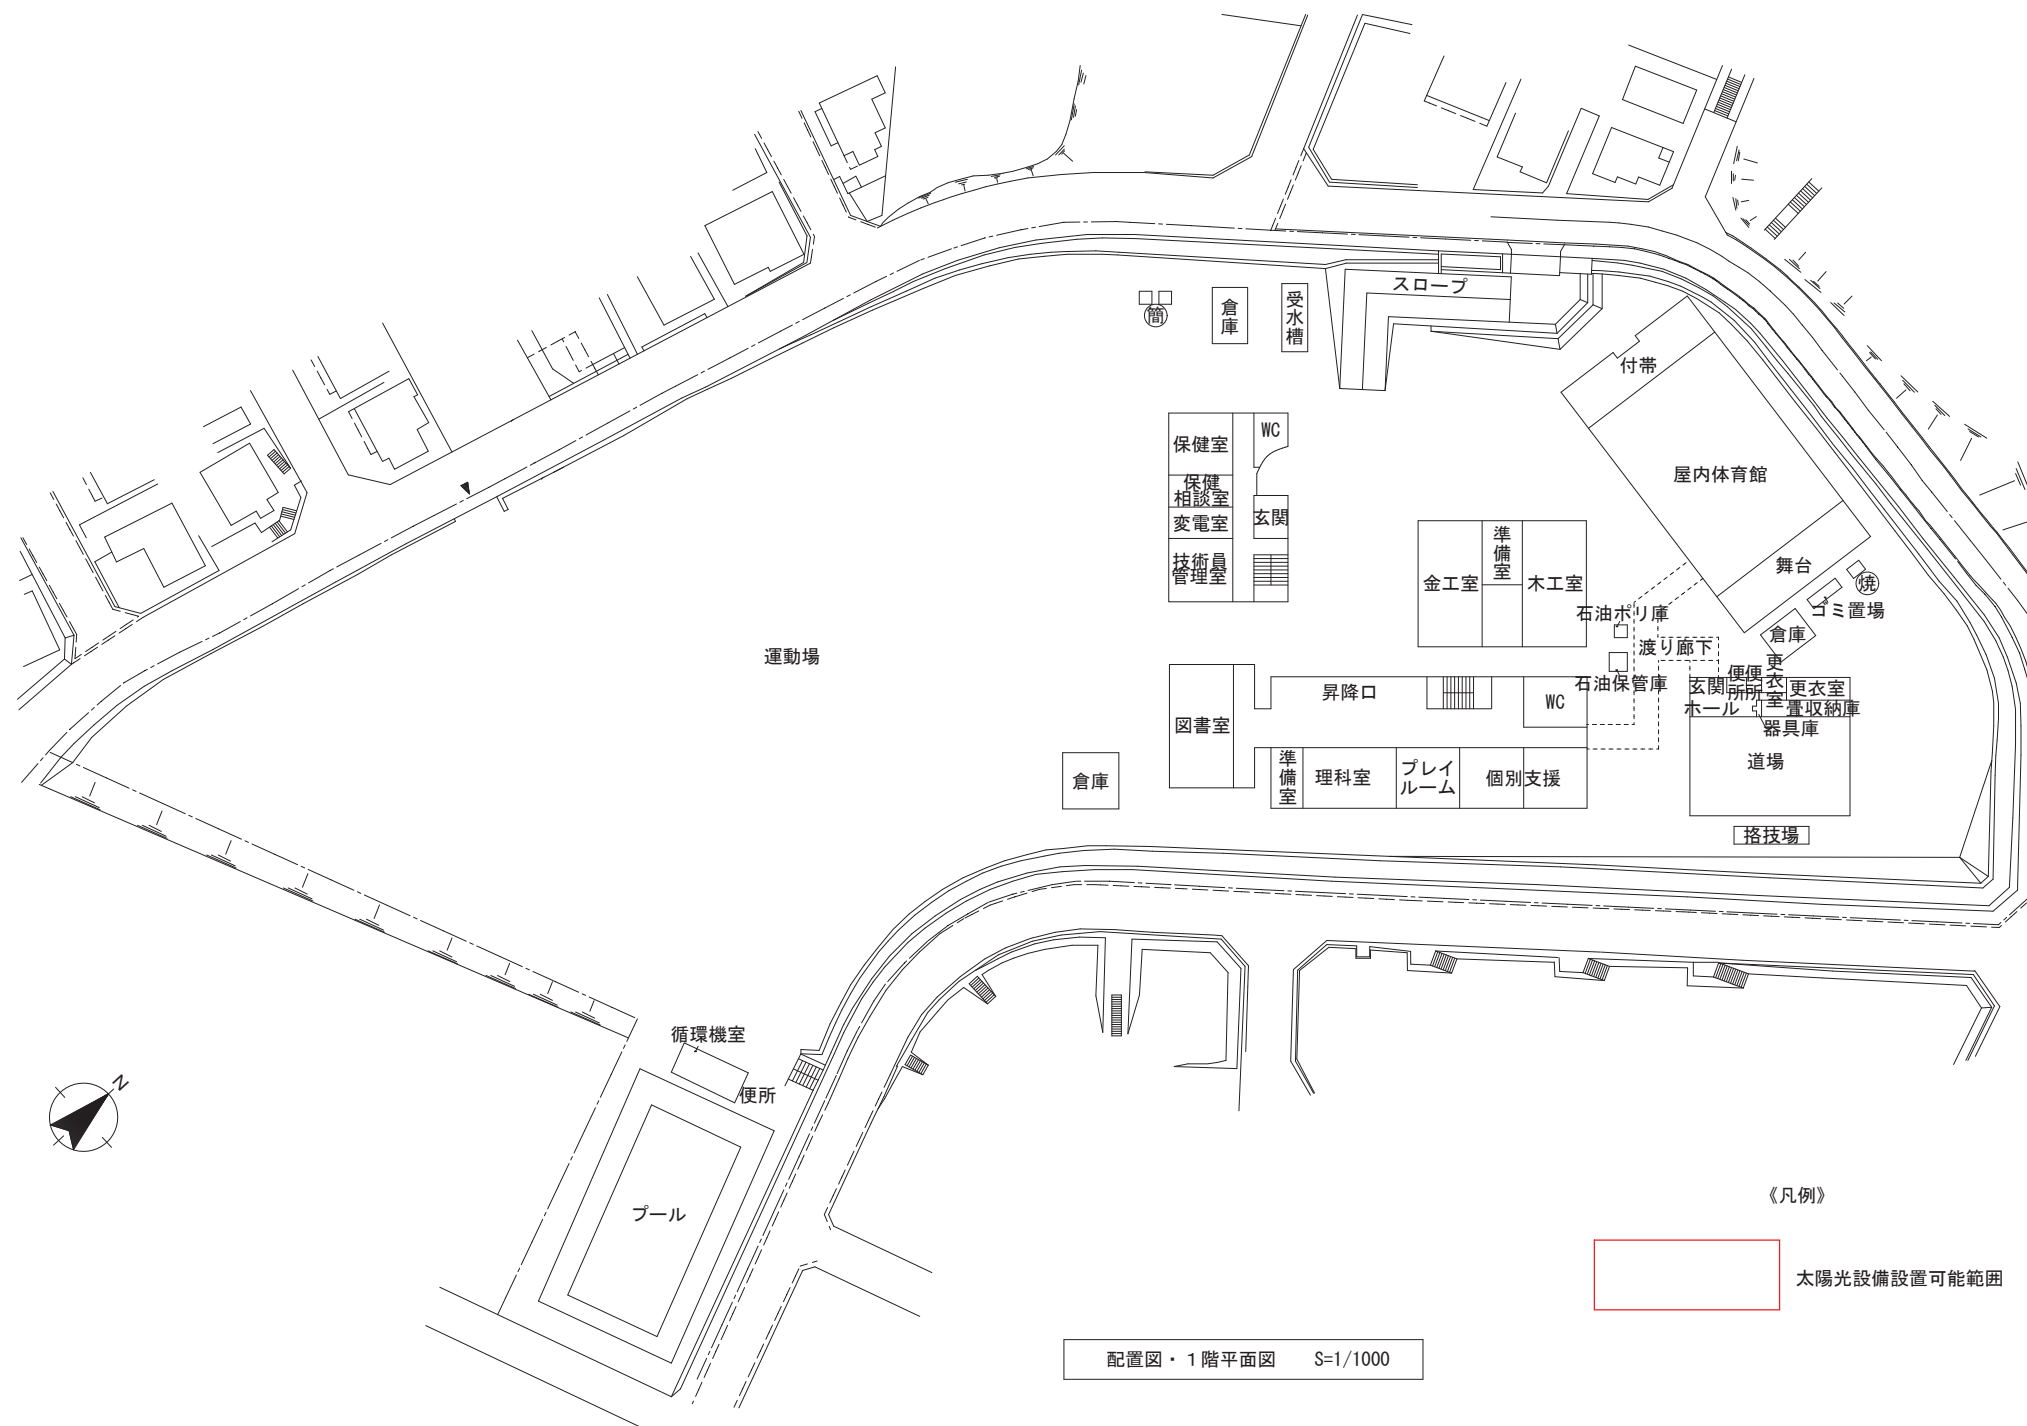 スロープ
簡
倉庫
受水槽
付帯
保健室
WC
保健
相談室
屋内体育館
変電室
玄関
準備室
技術員
管理室
金工室
木工室
舞台
焼
ゴミ置場
石油ポリ庫
倉庫
渡り廊下
運動場
石油保管庫
便所
便所
更衣室
更衣室
玄関
ホール
畳収納庫
器具庫
昇降口
WC
図書室
道場
倉庫
準備室
理科室
プレイ
ルーム
個別支援
挌技場
循環機室
便所
N
プール
《凡例》
太陽光設備設置可能範囲
配置図・1階平面図 S=1/1000